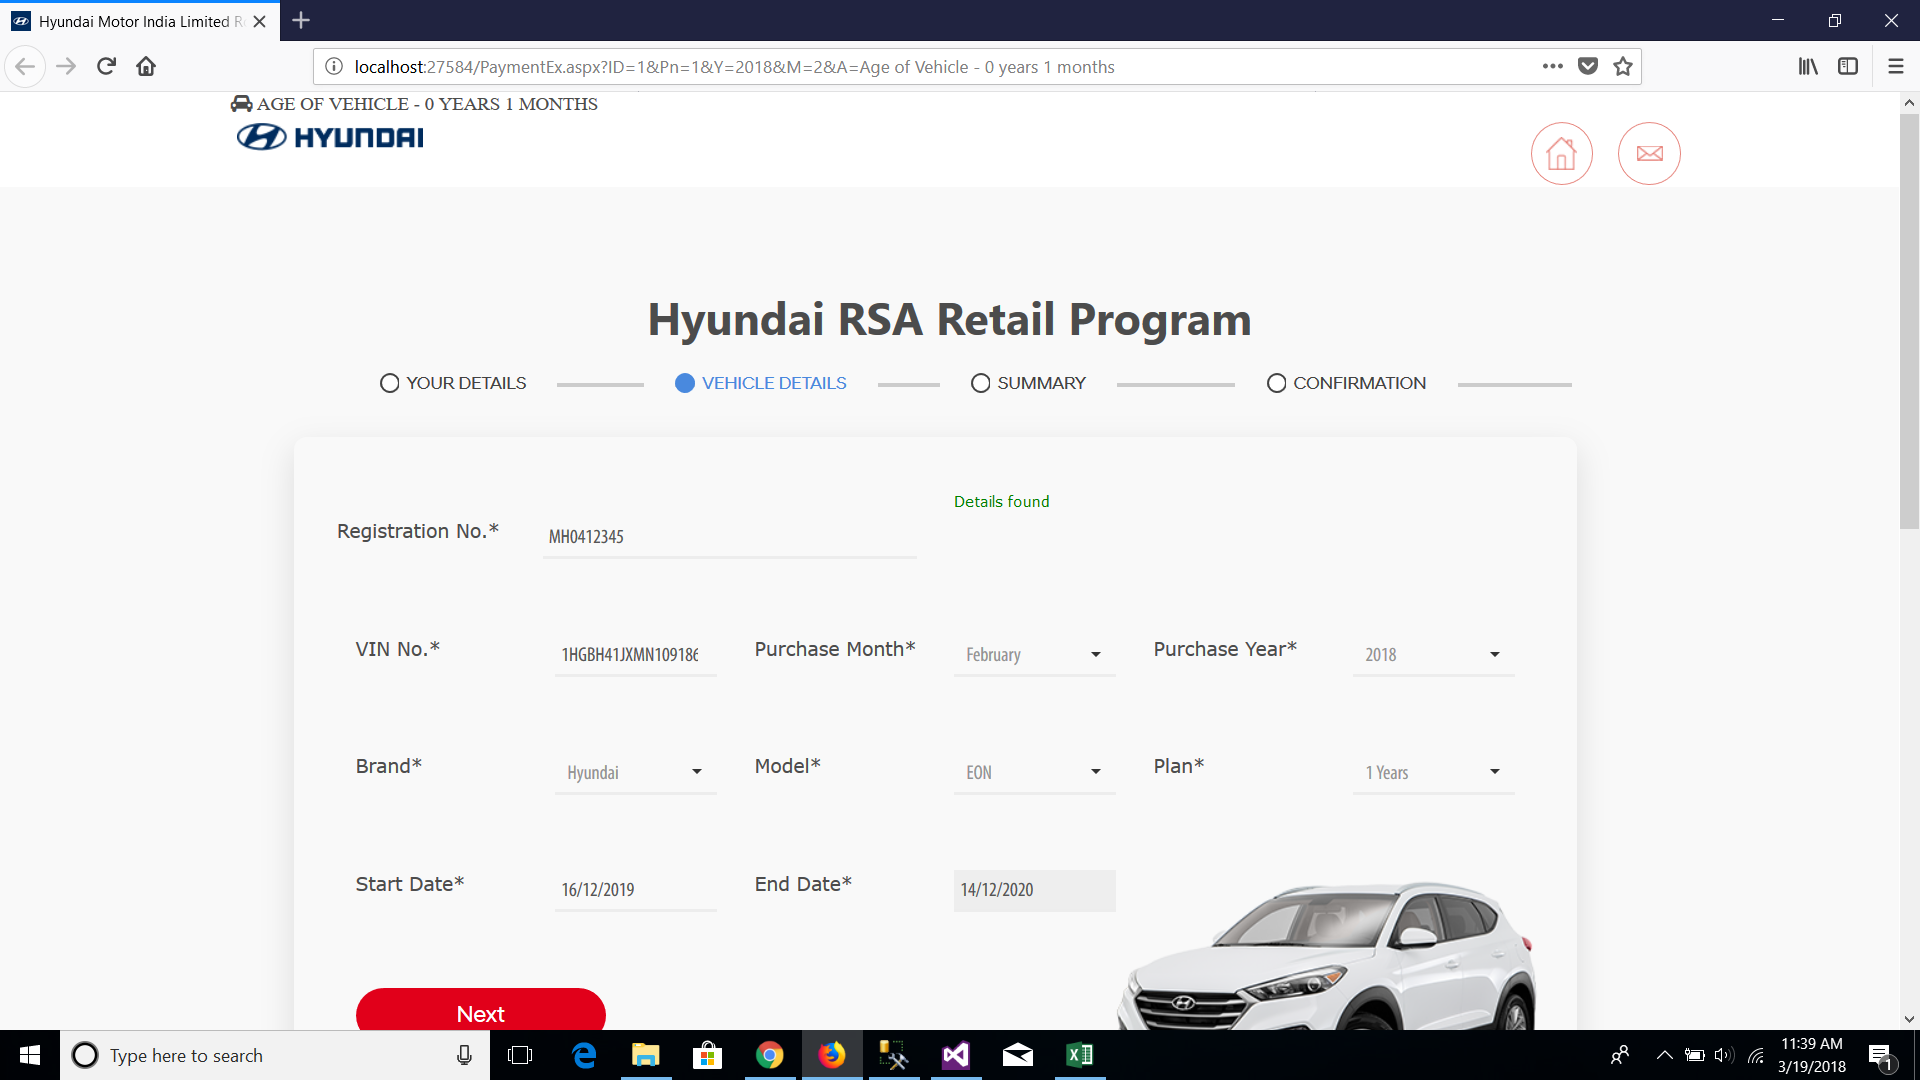 Hyundai Motor India Limited R
localhost:27584/PaymentEx.aspx?ID=1&Pn=1&Y=2018&M=2&A=Age of Vehicle - 0 years 1 months
AGE OF VEHICLE - 0 YEARS 1 MONTHS
HYUNDAI
Hyundai RSA Retail Program
YOUR DETAILS VEHICLE DETAILS SUMMARY CONFIRMATION
Details found
Registration No.* MH0412345
VIN No.* 1HGBH41JXMN109186 Purchase Month* February Purchase Year* 2018
Brand* Hyundai Model* EON Plan* 1 Years
Start Date* 16/12/2019 End Date* 14/12/2020
Next
Type here to search
11:39 AM
3/19/2018
1